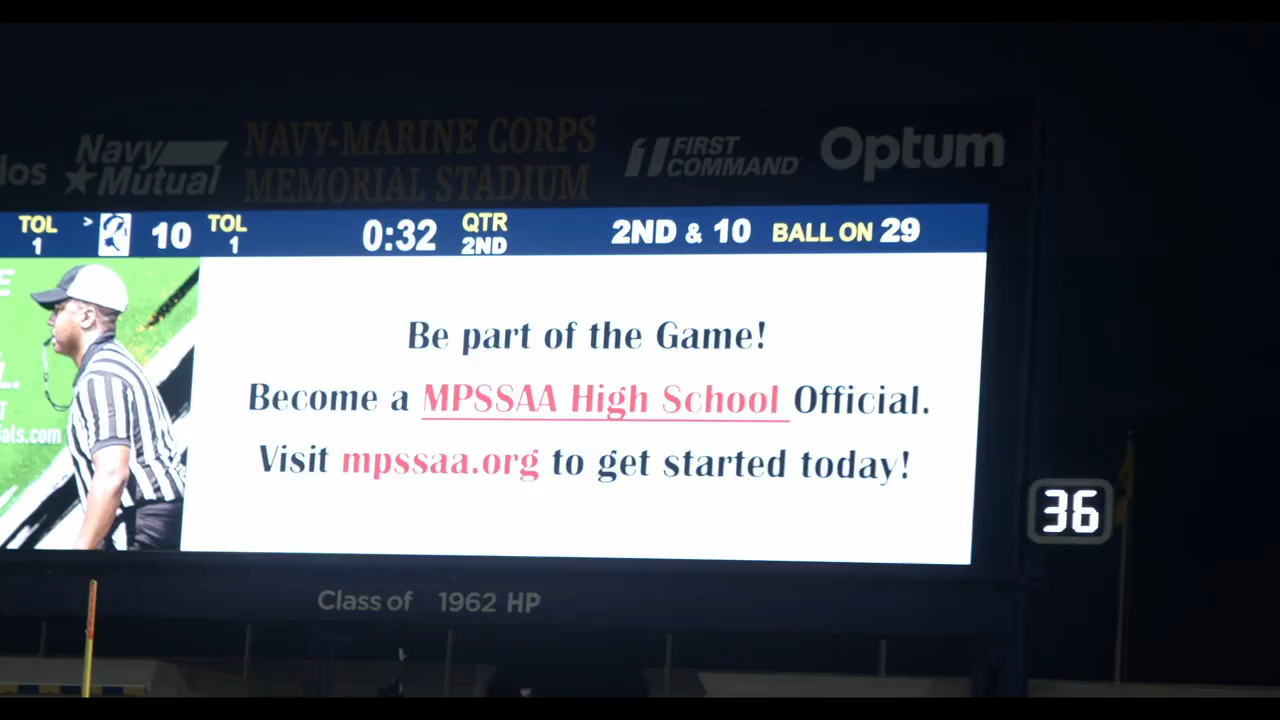 Navy
Mutual
NAVY-MARINE CORPS
MEMORIAL STADIUM
FIRST
COMMAND
Optum
TOL
1
> 10
TOL
1
0:32
QTR
2ND
2ND & 10 BALL ON 29
Be part of the Game!
Become a MPSSAA High School Official.
Visit mpssaa.org to get started today!
36
Class of 1962 HP